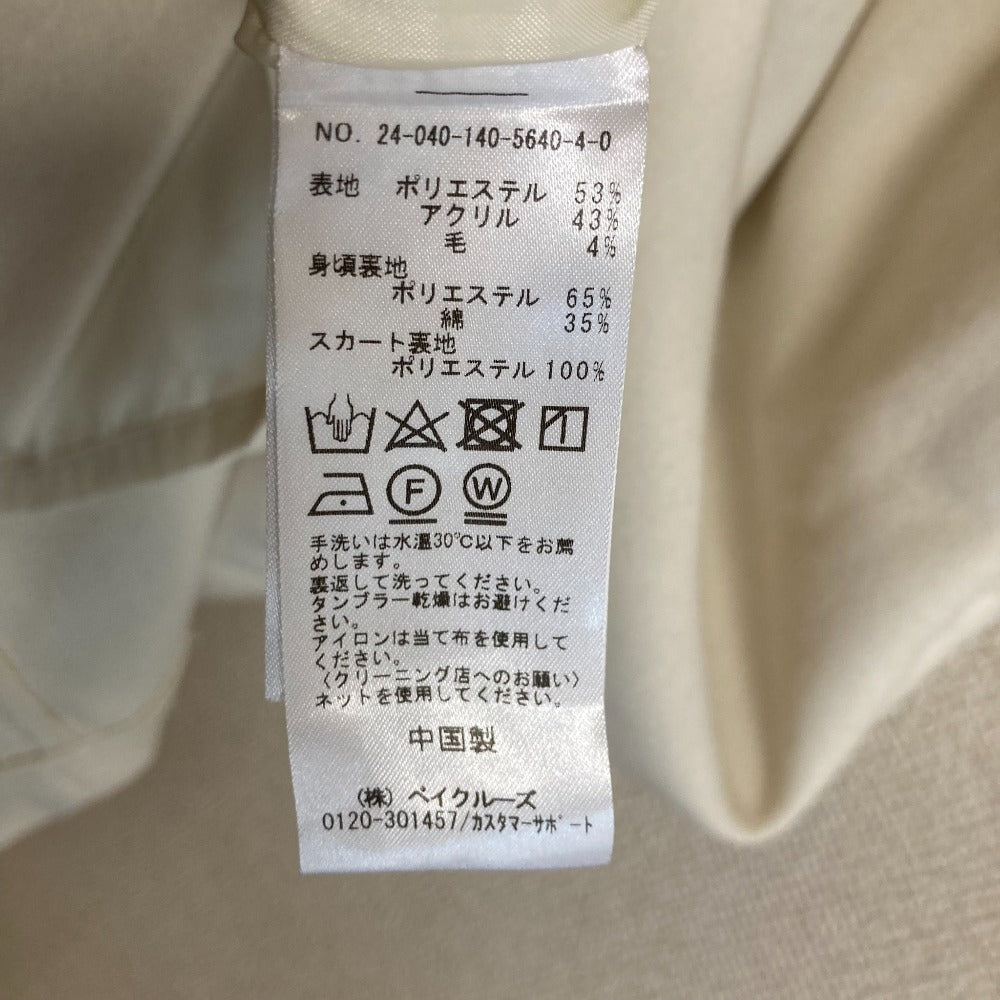 NO. 24-040-140-5640-4-0
表地 ポリエステル 53%
アクリル 43%
毛 4%
身頃裏地
ポリエステル 65%
綿 35%
スカート裏地
ポリエステル 100%
F W
手洗いは水温30℃以下をお薦
めします。
裏返して洗ってください。
タンブラー乾燥はお避けくだ
さい。
アイロンは当て布を使用して
ください。
〈クリーニング店へのお願い〉
ネットを使用してください。
中国製
(株) ベイクルーズ
0120-301457/カスタマーサポート